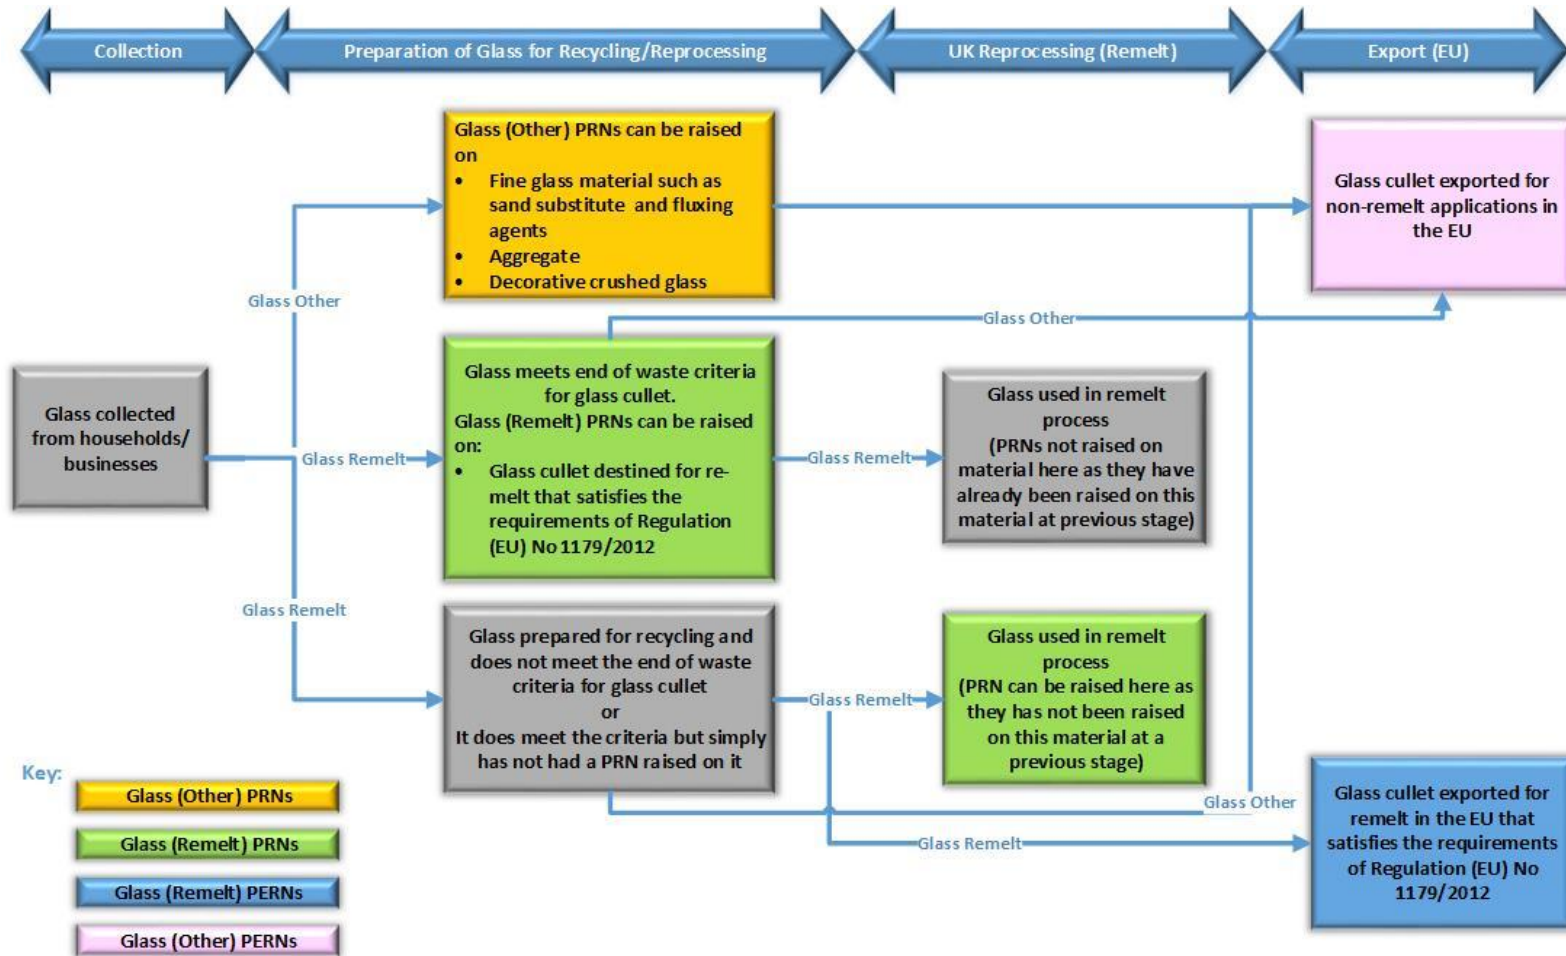 Collection
Preparation of Glass for Recycling/Reprocessing
UK Reprocessing (Remelt)
Export (EU)
Glass (Other) PRNs can be raised
on
• Fine glass material such as
sand substitute and fluxing
agents
• Aggregate
• Decorative crushed glass
Glass cullet exported for
non-remelt applications in
the EU
Glass Other
Glass Other
Glass collected
from households/
businesses
Glass Remelt
Glass meets end of waste criteria
for glass cullet.
Glass (Remelt) PRNs can be raised
on:
• Glass cullet destined for re-
melt that satisfies the
requirements of Regulation
(EU) No 1179/2012
Glass Remelt
Glass used in remelt
process
(PRNs not raised on
material here as they have
already been raised on this
material at previous stage)
Glass Remelt
Glass prepared for recycling and
does not meet the end of waste
criteria for glass cullet
or
It does meet the criteria but simply
has not had a PRN raised on it
Glass Remelt
Glass used in remelt
process
(PRN can be raised here as
they has not been raised
on this material at a
previous stage)
Glass Other
Glass Remelt
Glass cullet exported for
remelt in the EU that
satisfies the requirements
of Regulation (EU) No
1179/2012
Key:
Glass (Other) PRNs
Glass (Remelt) PRNs
Glass (Remelt) PERNs
Glass (Other) PERNs